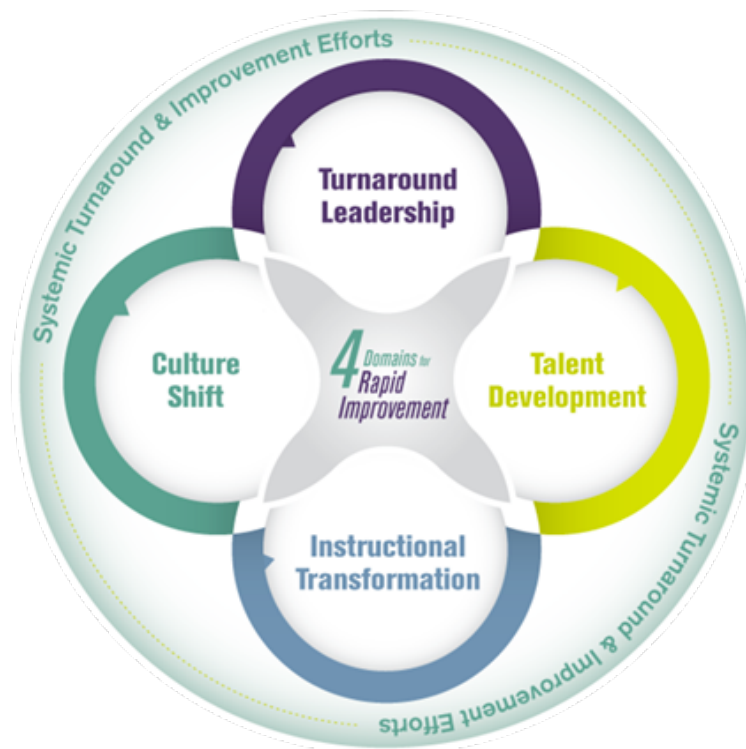 Systemic Turnaround & Improvement Efforts
Turnaround
Leadership
Culture
Shift
4 Domains for
Rapid
Improvement
Talent
Development
Instructional
Transformation
Systemic Turnaround & Improvement Efforts